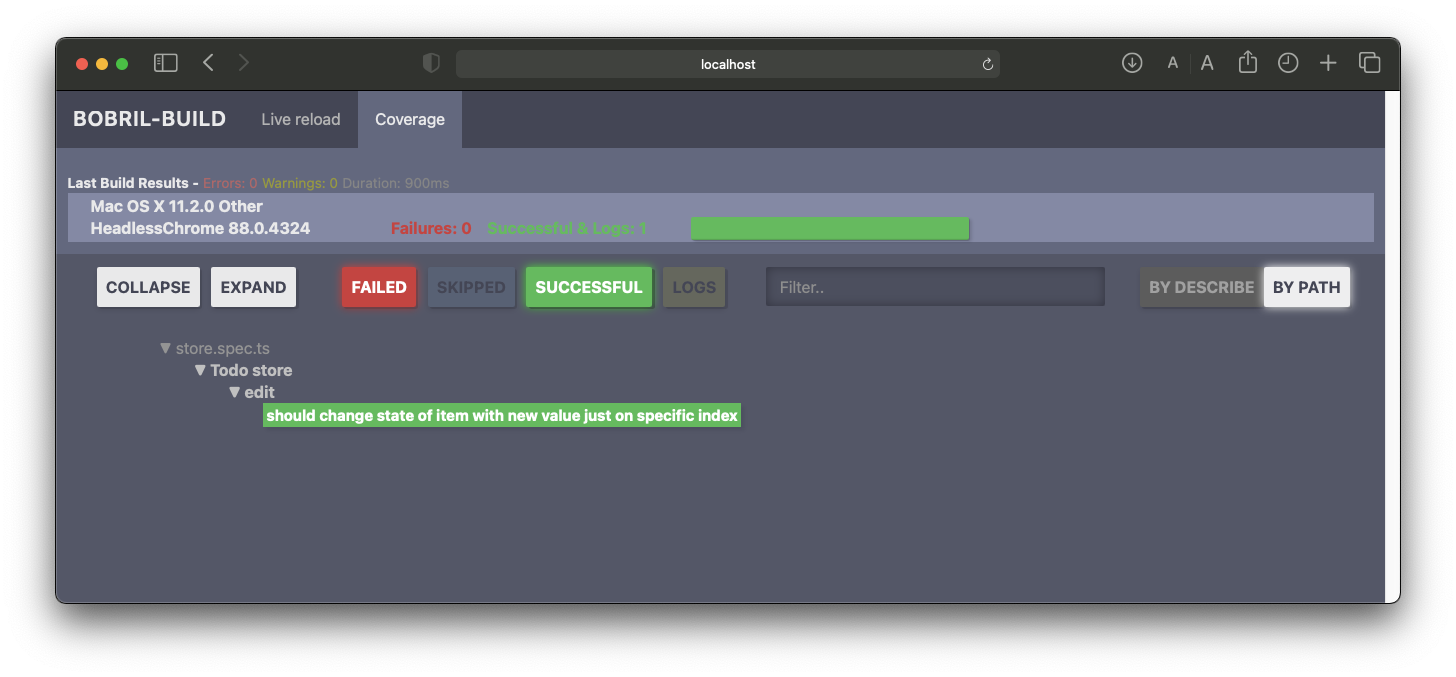 localhost
A A
BOBRIL-BUILD Live reload Coverage
Last Build Results - Errors: 0 Warnings: 0 Duration: 900ms
Mac OS X 11.2.0 Other
HeadlessChrome 88.0.4324 Failures: 0 Successful & Logs: 1
COLLAPSE EXPAND FAILED SKIPPED SUCCESSFUL LOGS Filter.. BY DESCRIBE BY PATH
store.spec.ts
Todo store
edit
should change state of item with new value just on specific index